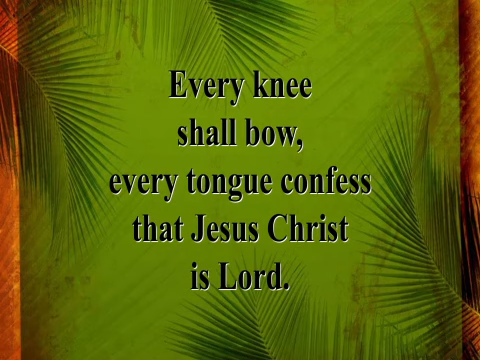 Every knee
shall bow,
every tongue confess
that Jesus Christ
is Lord.